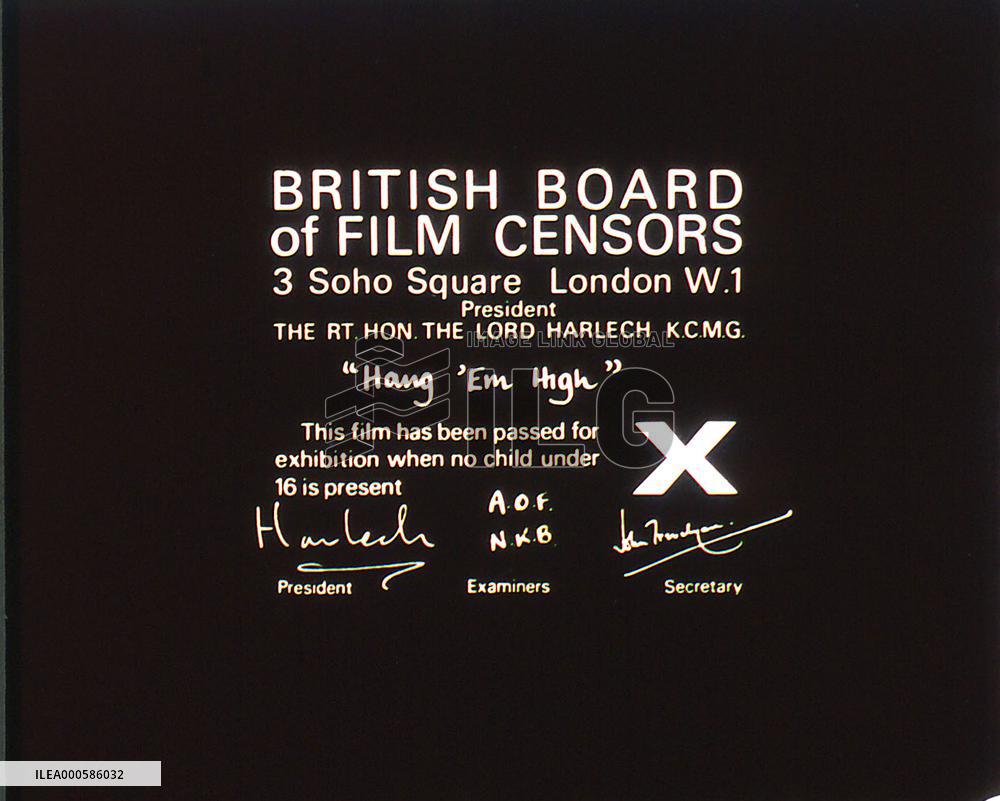 BRITISH BOARD
of FILM CENSORS
3 Soho Square London W.1
President
THE RT. HON. THE LORD HARLECH K.C.M.G.
IMAGE LINK GLOBAL
"Hang 'Em High"
ILG
This film has been passed for
exhibition when no child under
16 is present
X
A.O.F.
N.K.B.
Harlech
John Trevelyan.
President Examiners Secretary
ILEA000586032